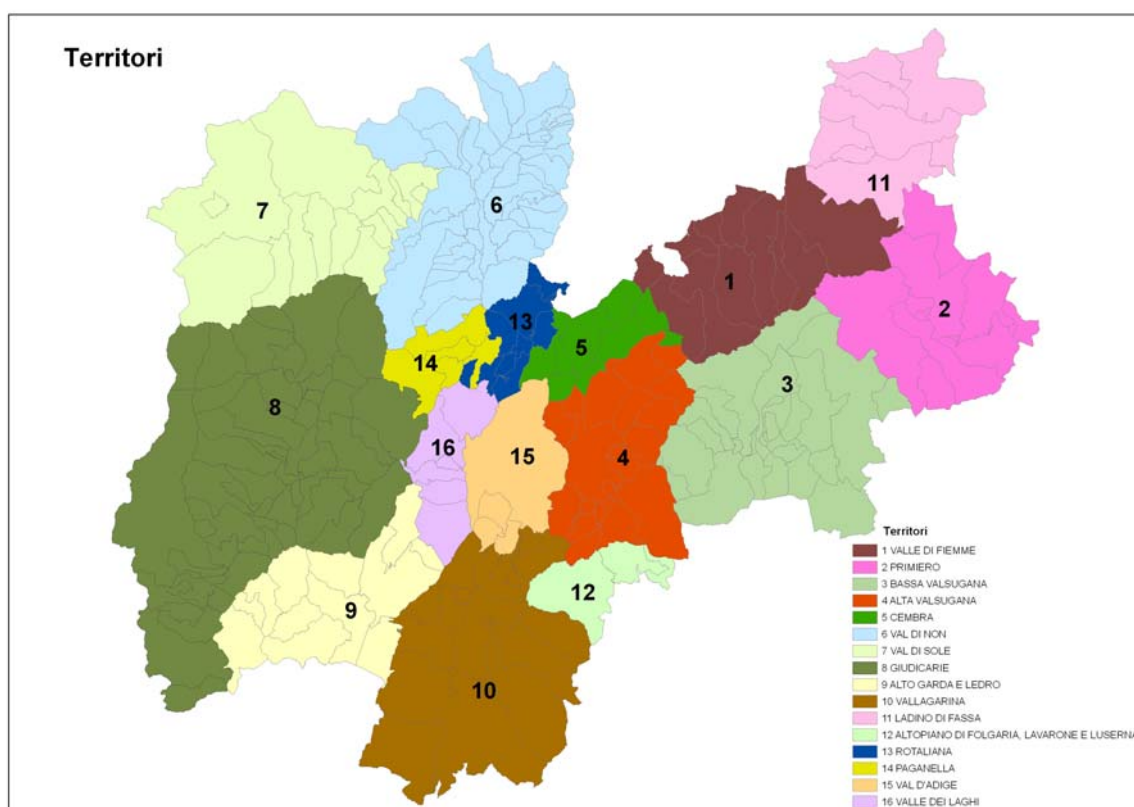 Territori
11
7
6
1
2
13
5
14
3
8
16
15
4
12
9
10
Territori
1 VALLE DI FIEMME
2 PRIMIERO
3 BASSA VALSUGANA
4 ALTA VALSUGANA
5 CEMBRA
6 VAL DI NON
7 VAL DI SOLE
8 GIUDICARIE
9 ALTO GARDA E LEDRO
10 VALLAGARINA
11 LADINO DI FASSA
12 ALTOPIANO DI FOLGARIA, LAVARONE E LUSERNA
13 ROTALIANA
14 PAGANELLA
15 VAL D'ADIGE
16 VALLE DEI LAGHI